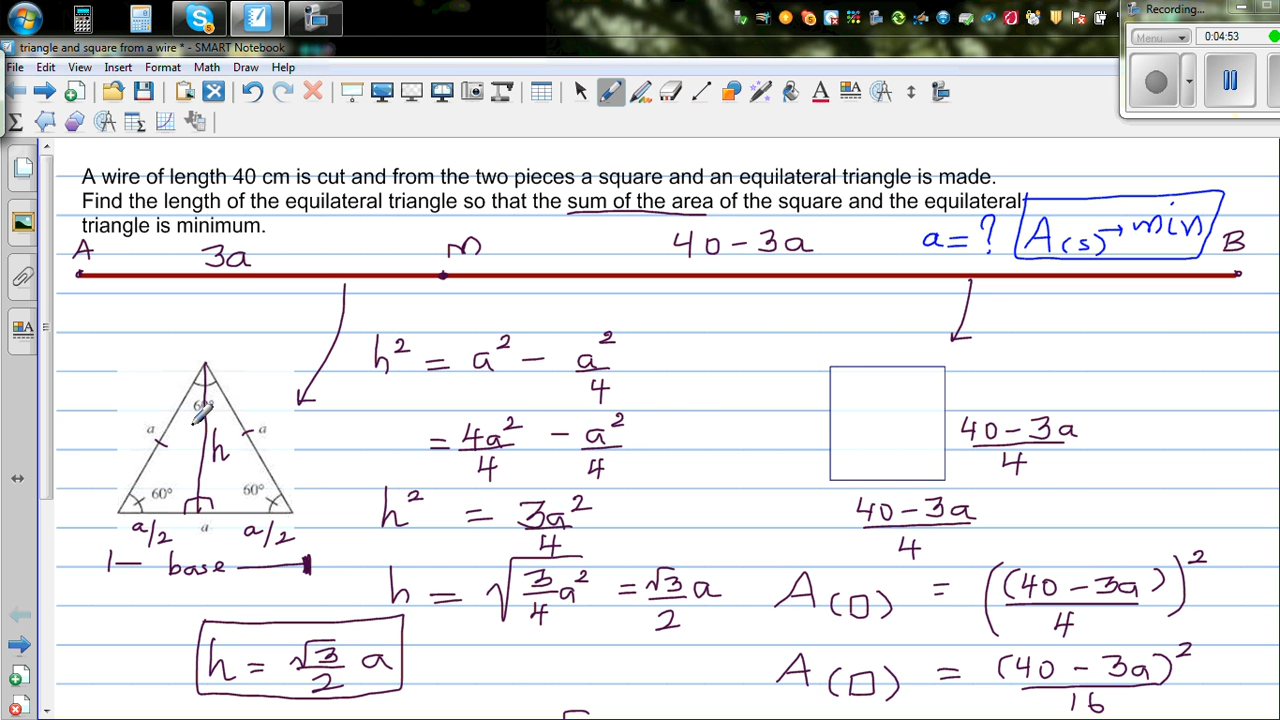 Recording...
Menu
0:04:53
triangle and square from a wire * - SMART Notebook
File Edit View Insert Format Math Draw Help
A wire of length 40 cm is cut and from the two pieces a square and an equilateral triangle is made.
Find the length of the equilateral triangle so that the sum of the area of the square and the equilateral
triangle is minimum.
a = ? A(s) → min
A 3a m 40 - 3a B
h² = a² - a²/4
= 4a²/4 - a²/4
h² = 3a²/4
h = √(3/4 a²) = √3/2 a
h = √3/2 a
60°
a a
h
60° 60°
a/2 a a/2
base
40 - 3a/4
40 - 3a/4
A(□) = ((40 - 3a)/4)²
A(□) = (40 - 3a)²/16